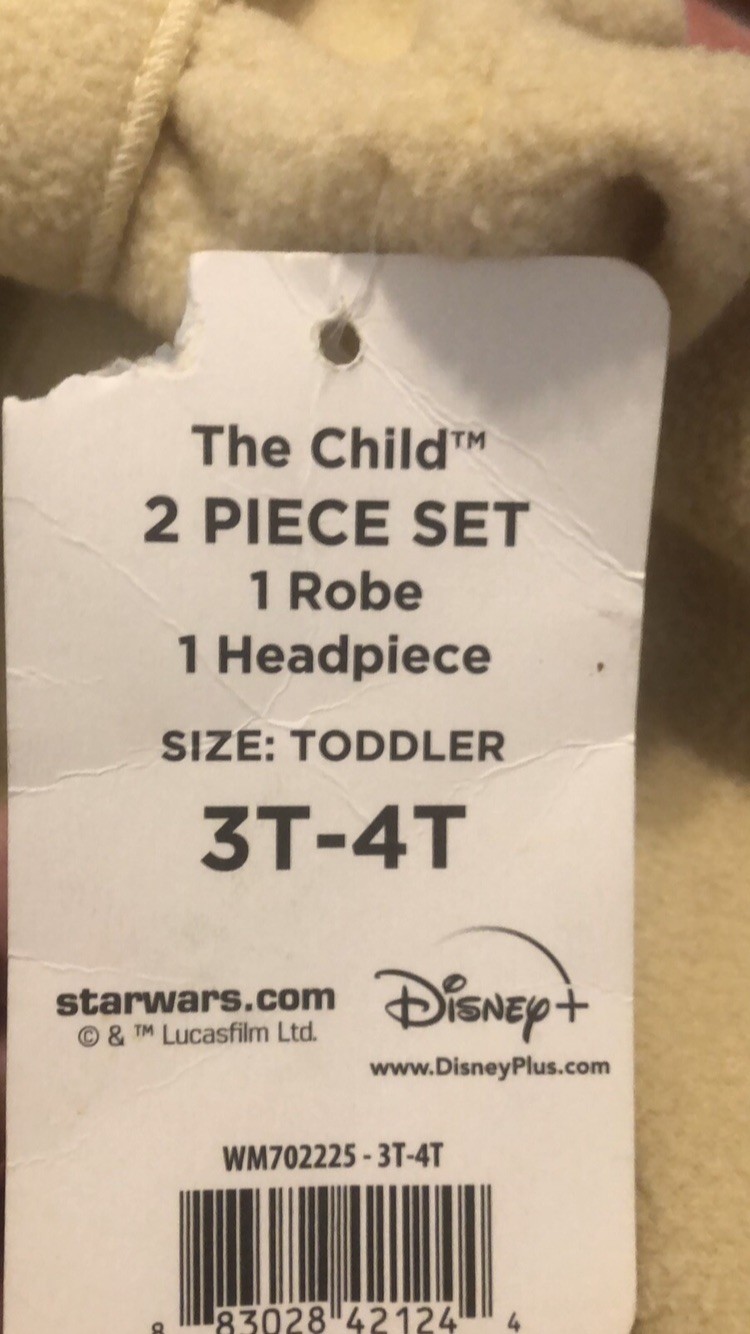 The Child™
2 PIECE SET
1 Robe
1 Headpiece
SIZE: TODDLER
3T-4T
starwars.com
© & ™ Lucasfilm Ltd.
Disney+
www.DisneyPlus.com
WM702225 - 3T-4T
8 83028 42124 4